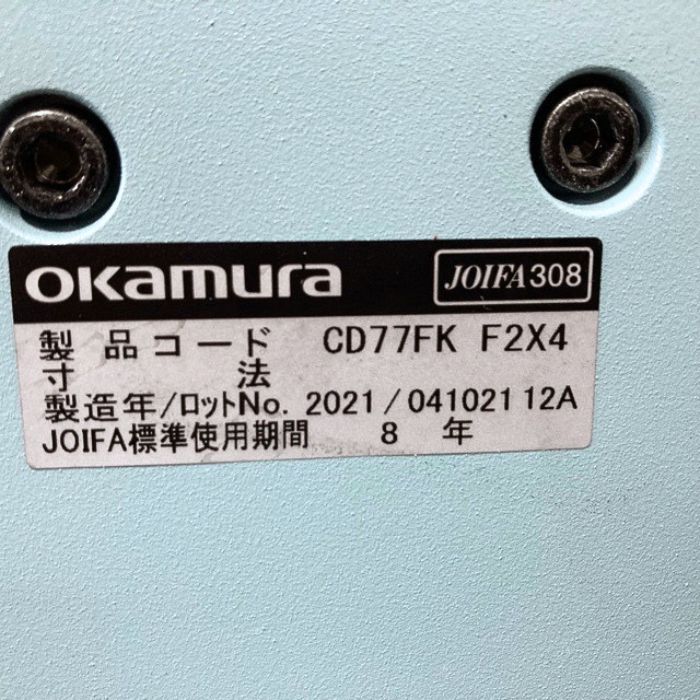 okamura JOIFA308
製品コード CD77FK F2X4
寸法
製造年/ロットNo. 2021/04102112A
JOIFA標準使用期間 8年